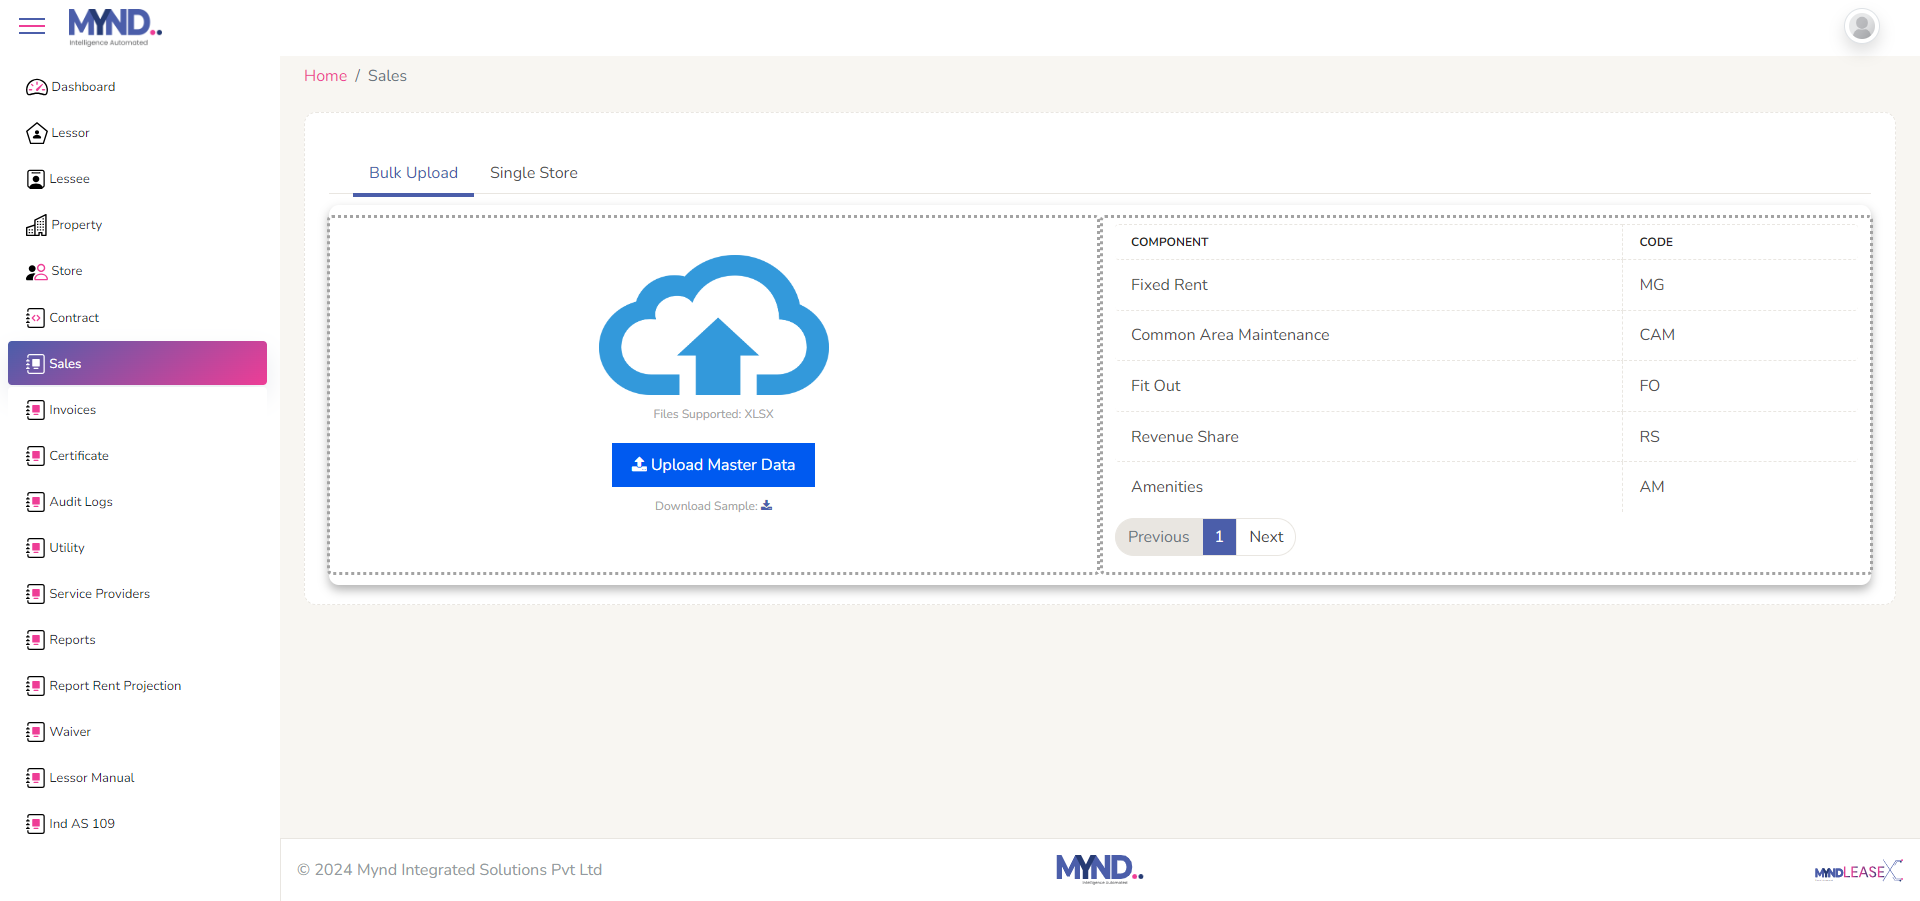 MYND..
Intelligence Automated
Dashboard
Lessor
Lessee
Property
Store
Contract
Sales
Invoices
Certificate
Audit Logs
Utility
Service Providers
Reports
Report Rent Projection
Waiver
Lessor Manual
Ind AS 109
Home / Sales
Bulk Upload Single Store
Files Supported: XLSX
Upload Master Data
Download Sample:
COMPONENT CODE
Fixed Rent MG
Common Area Maintenance CAM
Fit Out FO
Revenue Share RS
Amenities AM
Previous 1 Next
© 2024 Mynd Integrated Solutions Pvt Ltd
MYND..
Intelligence Automated
MYND LEASEX